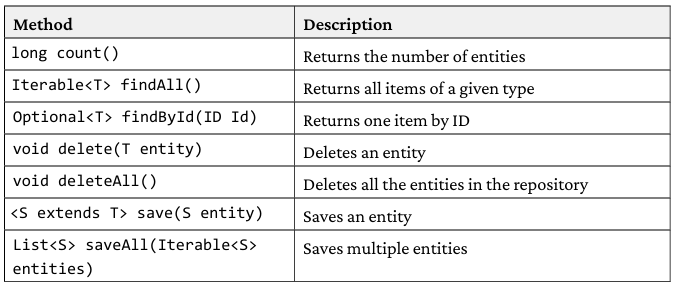 Method Description
long count() Returns the number of entities
Iterable<T> findAll() Returns all items of a given type
Optional<T> findById(ID Id) Returns one item by ID
void delete(T entity) Deletes an entity
void deleteAll() Deletes all the entities in the repository
<S extends T> save(S entity) Saves an entity
List<S> saveAll(Iterable<S> Saves multiple entities
entities)